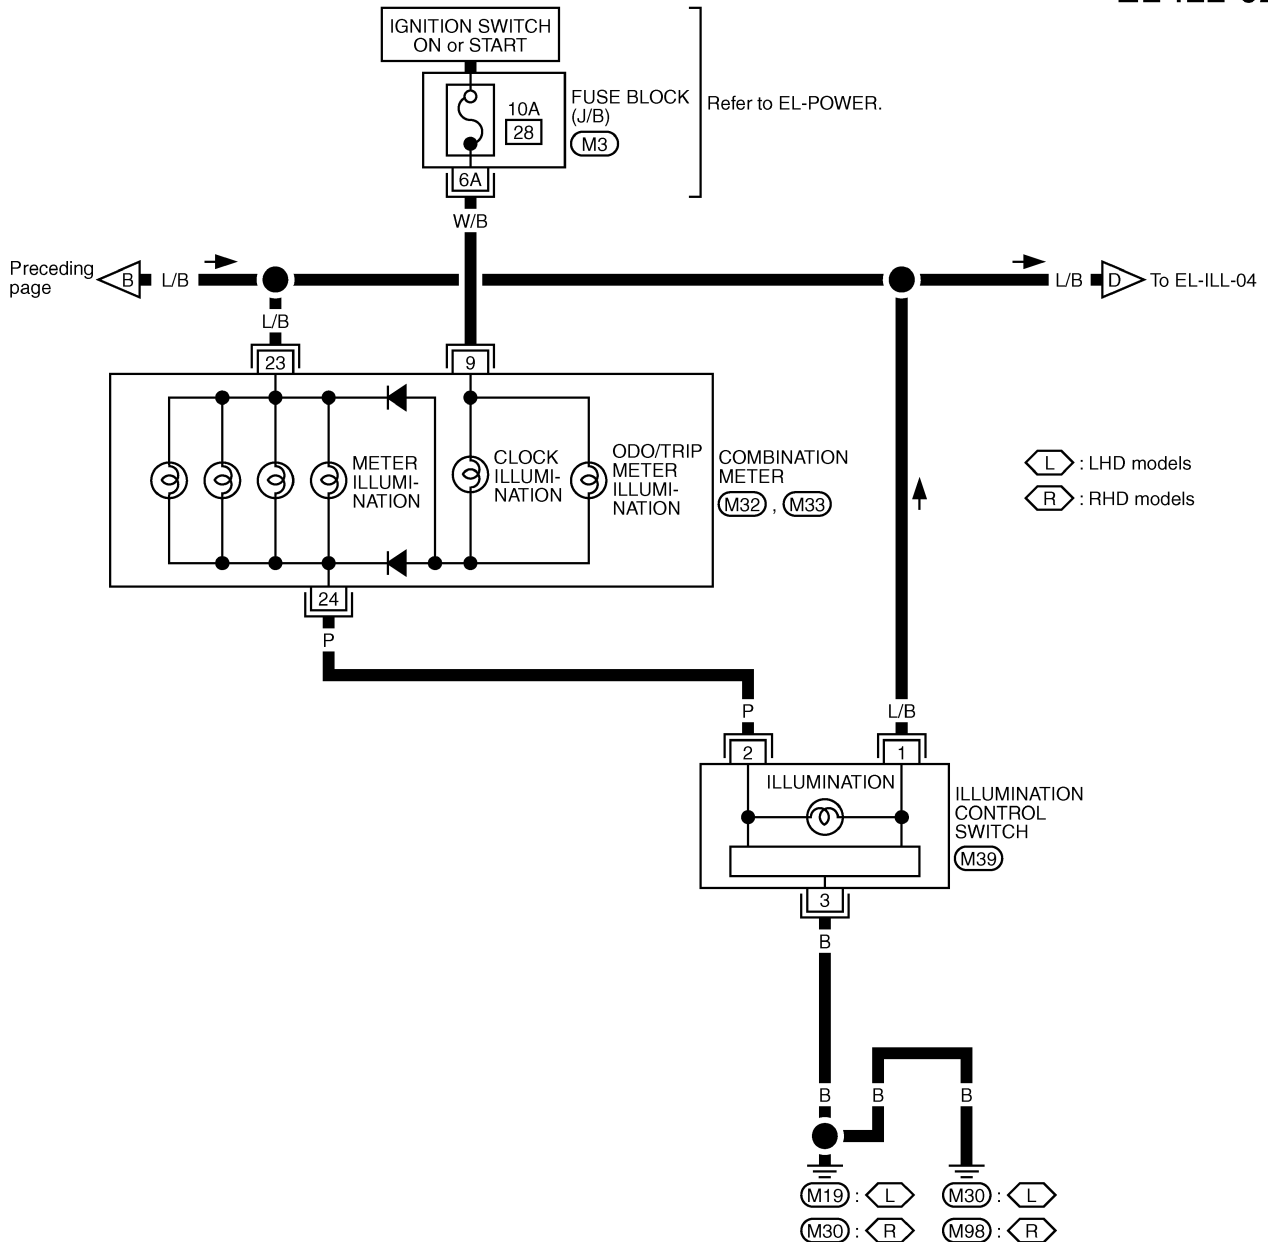 IGNITION SWITCH
ON or START
10A
28
FUSE BLOCK
(J/B)
M3
Refer to EL-POWER.
6A
W/B
Preceding
page
B
L/B
L/B
D
To EL-ILL-04
L/B
23
9
METER
ILLUMI-
NATION
CLOCK
ILLUMI-
NATION
ODO/TRIP
METER
ILLUMI-
NATION
COMBINATION
METER
M32 , M33
L : LHD models
R : RHD models
24
P
P
L/B
2
1
ILLUMINATION
ILLUMINATION
CONTROL
SWITCH
M39
3
B
B
B
B
M19 : L
M30 : L
M30 : R
M98 : R